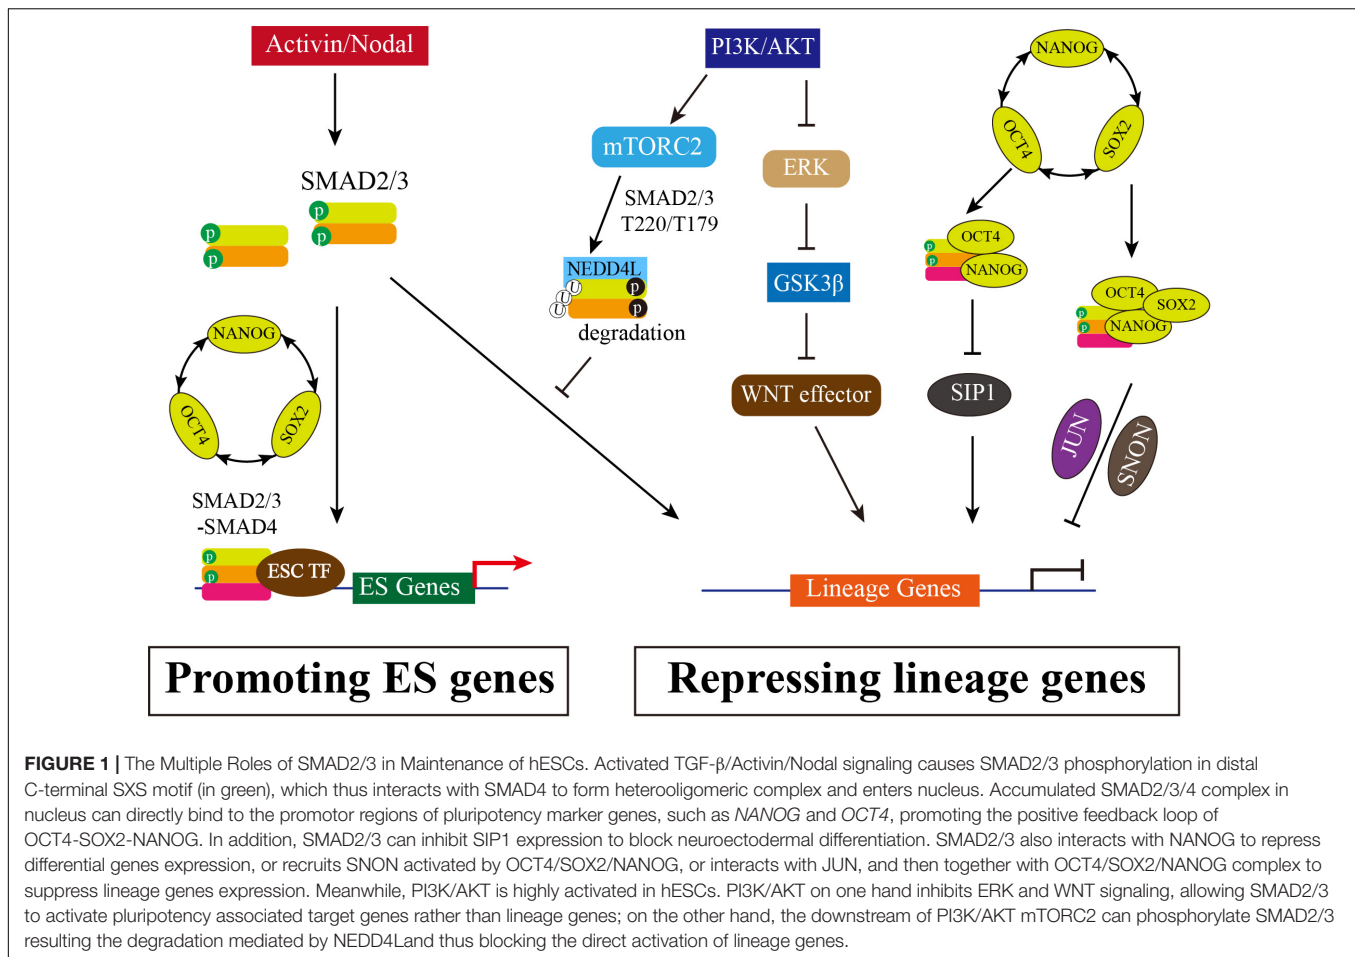 Activin/Nodal
SMAD2/3
p
p
p
p
NANOG
OCT4
SOX2
SMAD2/3
-SMAD4
p
p
ESC TF
ES Genes
Promoting ES genes
PI3K/AKT
mTORC2
SMAD2/3
T220/T179
NEDD4L
U
U
U
p
p
degradation
ERK
GSK3β
WNT effector
NANOG
OCT4
SOX2
p
p
OCT4
NANOG
SIP1
p
p
OCT4
SOX2
NANOG
JUN
SNON
Lineage Genes
Repressing lineage genes
FIGURE 1 | The Multiple Roles of SMAD2/3 in Maintenance of hESCs. Activated TGF-β/Activin/Nodal signaling causes SMAD2/3 phosphorylation in distal
C-terminal SXS motif (in green), which thus interacts with SMAD4 to form heterooligomeric complex and enters nucleus. Accumulated SMAD2/3/4 complex in
nucleus can directly bind to the promotor regions of pluripotency marker genes, such as NANOG and OCT4, promoting the positive feedback loop of
OCT4-SOX2-NANOG. In addition, SMAD2/3 can inhibit SIP1 expression to block neuroectodermal differentiation. SMAD2/3 also interacts with NANOG to repress
differential genes expression, or recruits SNON activated by OCT4/SOX2/NANOG, or interacts with JUN, and then together with OCT4/SOX2/NANOG complex to
suppress lineage genes expression. Meanwhile, PI3K/AKT is highly activated in hESCs. PI3K/AKT on one hand inhibits ERK and WNT signaling, allowing SMAD2/3
to activate pluripotency associated target genes rather than lineage genes; on the other hand, the downstream of PI3K/AKT mTORC2 can phosphorylate SMAD2/3
resulting the degradation mediated by NEDD4Land thus blocking the direct activation of lineage genes.